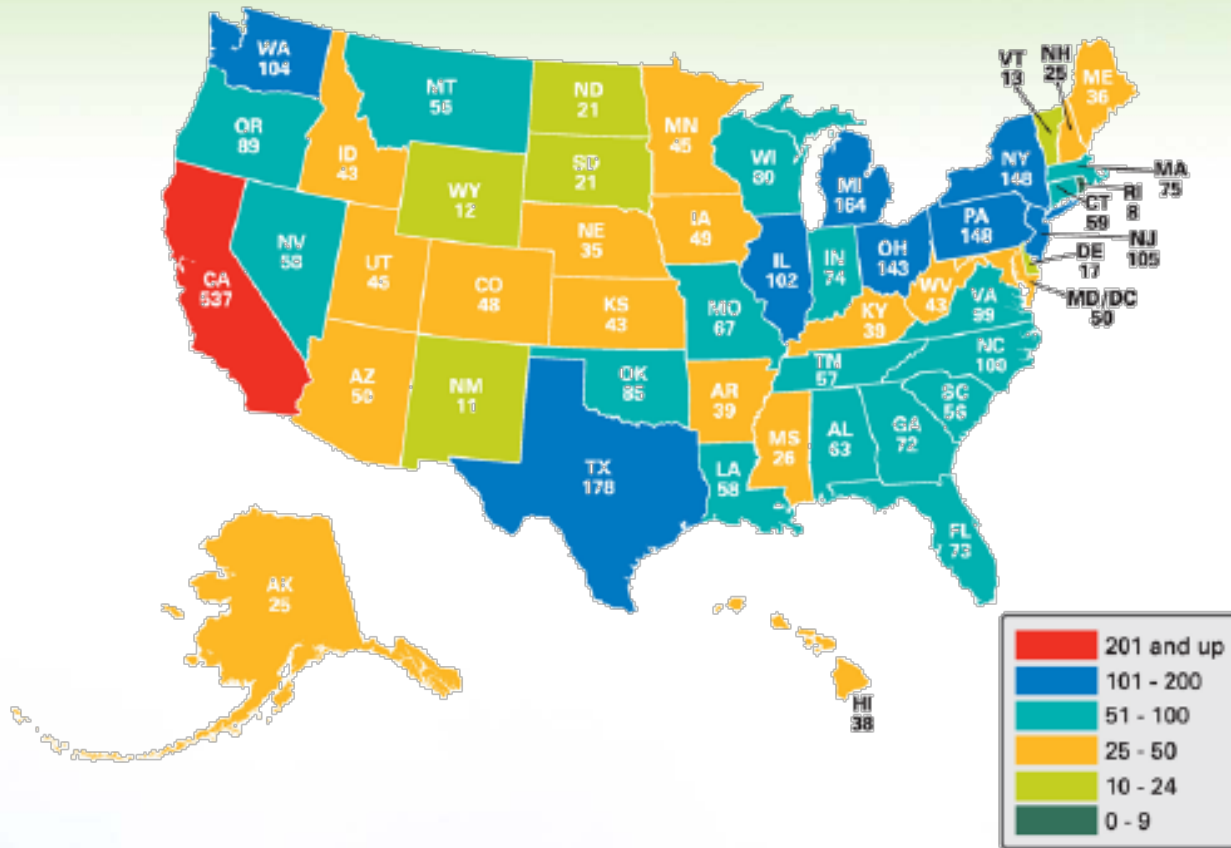 WA
104
OR
89
CA
537
ID
43
NV
58
MT
56
WY
12
UT
45
CO
48
AZ
50
NM
11
ND
21
SD
21
NE
35
KS
43
OK
85
TX
178
MN
45
IA
49
MO
67
AR
39
LA
58
WI
80
IL
102
MI
164
IN
74
OH
143
KY
39
TN
57
MS
26
AL
63
GA
72
FL
73
SC
56
NC
100
VA
99
WV
43
PA
148
NY
148
VT
13
NH
25
ME
36
MA
75
RI
8
CT
59
NJ
105
DE
17
MD/DC
50
AK
25
HI
38
201 and up
101 - 200
51 - 100
25 - 50
10 - 24
0 - 9